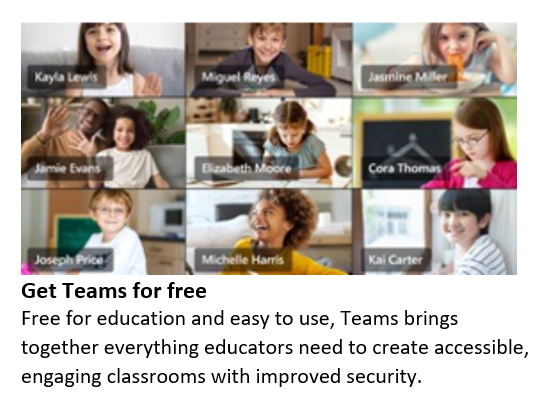 Kayla Lewis
Miguel Reyes
Jasmine Miller
Jamie Evans
Elizabeth Moore
Cora Thomas
Joseph Price
Michelle Harris
Kai Carter
Get Teams for free
Free for education and easy to use, Teams brings
together everything educators need to create accessible,
engaging classrooms with improved security.